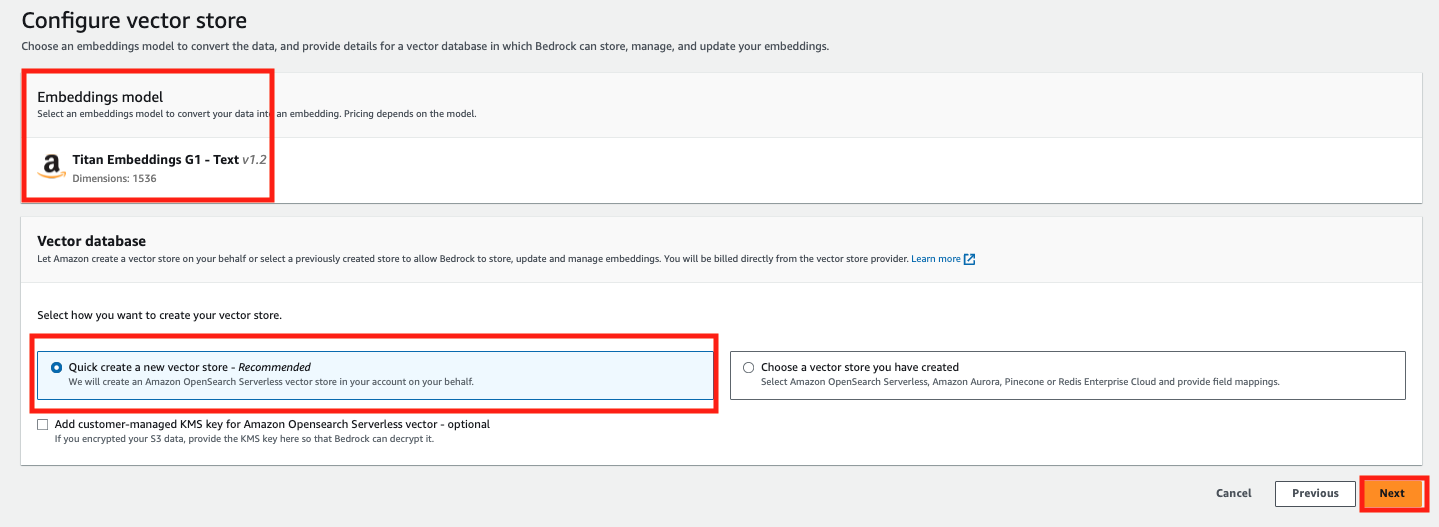 Configure vector store
Choose an embeddings model to convert the data, and provide details for a vector database in which Bedrock can store, manage, and update your embeddings.
Embeddings model
Select an embeddings model to convert your data into an embedding. Pricing depends on the model.
a
Titan Embeddings G1 - Text v1.2
Dimensions: 1536
Vector database
Let Amazon create a vector store on your behalf or select a previously created store to allow Bedrock to store, update and manage embeddings. You will be billed directly from the vector store provider. Learn more
Select how you want to create your vector store.
Quick create a new vector store - Recommended
We will create an Amazon OpenSearch Serverless vector store in your account on your behalf.
Choose a vector store you have created
Select Amazon OpenSearch Serverless, Amazon Aurora, Pinecone or Redis Enterprise Cloud and provide field mappings.
Add customer-managed KMS key for Amazon Opensearch Serverless vector - optional
If you encrypted your S3 data, provide the KMS key here so that Bedrock can decrypt it.
Cancel
Previous
Next